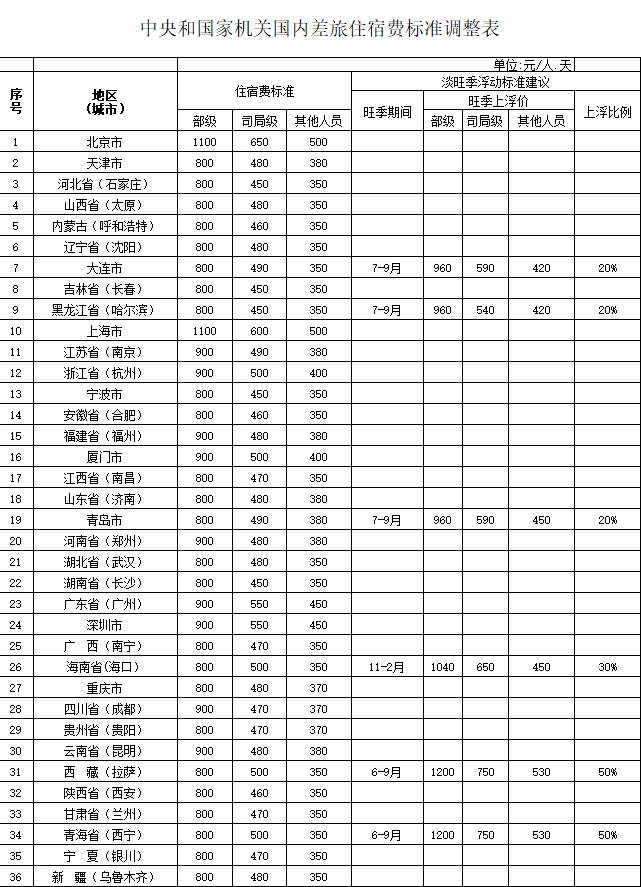 中央和国家机关国内差旅住宿费标准调整表
单位:元/人.天
序号 地区(城市) 住宿费标准 淡旺季浮动标准建议
旺季期间 旺季上浮价 上浮比例
部级 司局级 其他人员 部级 司局级 其他人员
1 北京市 1100 650 500
2 天津市 800 480 380
3 河北省（石家庄） 800 450 350
4 山西省（太原） 800 480 350
5 内蒙古（呼和浩特） 800 460 350
6 辽宁省（沈阳） 800 480 350
7 大连市 800 490 350 7-9月 960 590 420 20%
8 吉林省（长春） 800 450 350
9 黑龙江省（哈尔滨） 800 450 350 7-9月 960 540 420 20%
10 上海市 1100 600 500
11 江苏省（南京） 900 490 380
12 浙江省（杭州） 900 500 400
13 宁波市 800 450 350
14 安徽省（合肥） 800 460 350
15 福建省（福州） 900 480 380
16 厦门市 900 500 400
17 江西省（南昌） 800 470 350
18 山东省（济南） 800 480 380
19 青岛市 800 490 380 7-9月 960 590 450 20%
20 河南省（郑州） 900 480 380
21 湖北省（武汉） 800 480 350
22 湖南省（长沙） 800 450 350
23 广东省（广州） 900 550 450
24 深圳市 900 550 450
25 广 西（南宁） 800 470 350
26 海南省(海口） 800 500 350 11-2月 1040 650 450 30%
27 重庆市 800 480 370
28 四川省（成都） 900 470 370
29 贵州省（贵阳） 800 470 370
30 云南省（昆明） 900 480 380
31 西 藏（拉萨） 800 500 350 6-9月 1200 750 530 50%
32 陕西省（西安） 800 460 350
33 甘肃省（兰州） 800 470 350
34 青海省（西宁） 800 500 350 6-9月 1200 750 530 50%
35 宁 夏（银川） 800 470 350
36 新 疆（乌鲁木齐） 800 480 350